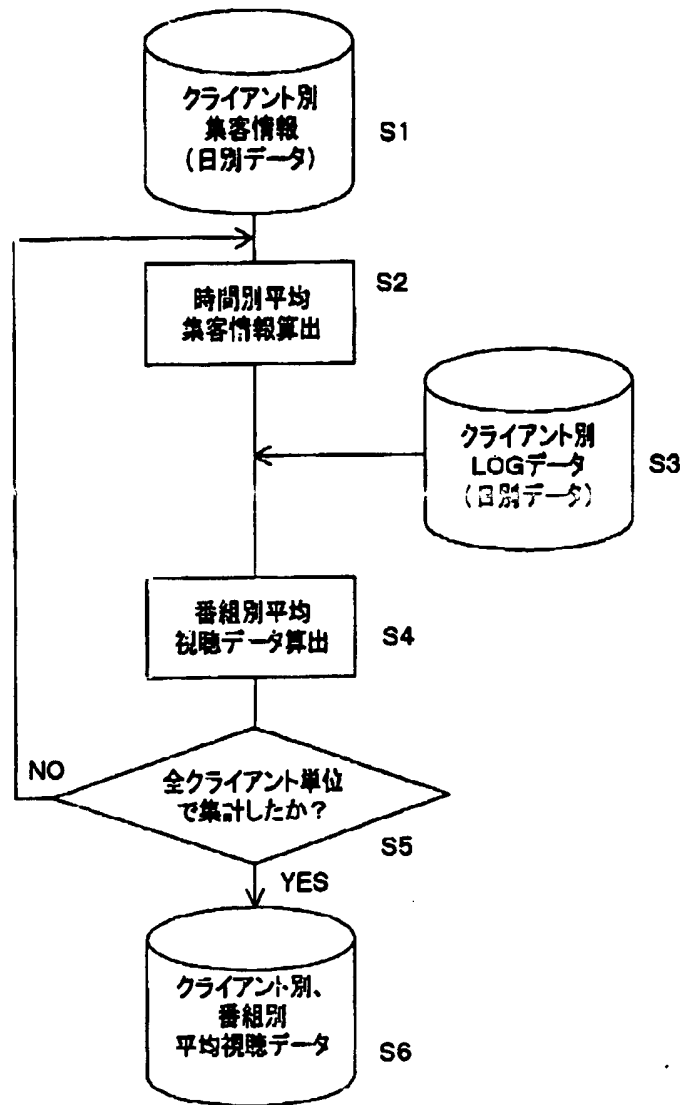 クライアント別
集客情報
(日別データ)
S1
時間別平均
集客情報算出
S2
クライアント別
LOGデータ
(日別データ)
S3
番組別平均
視聴データ算出
S4
NO
全クライアント単位
で集計したか?
S5
YES
クライアント別、
番組別
平均視聴データ
S6